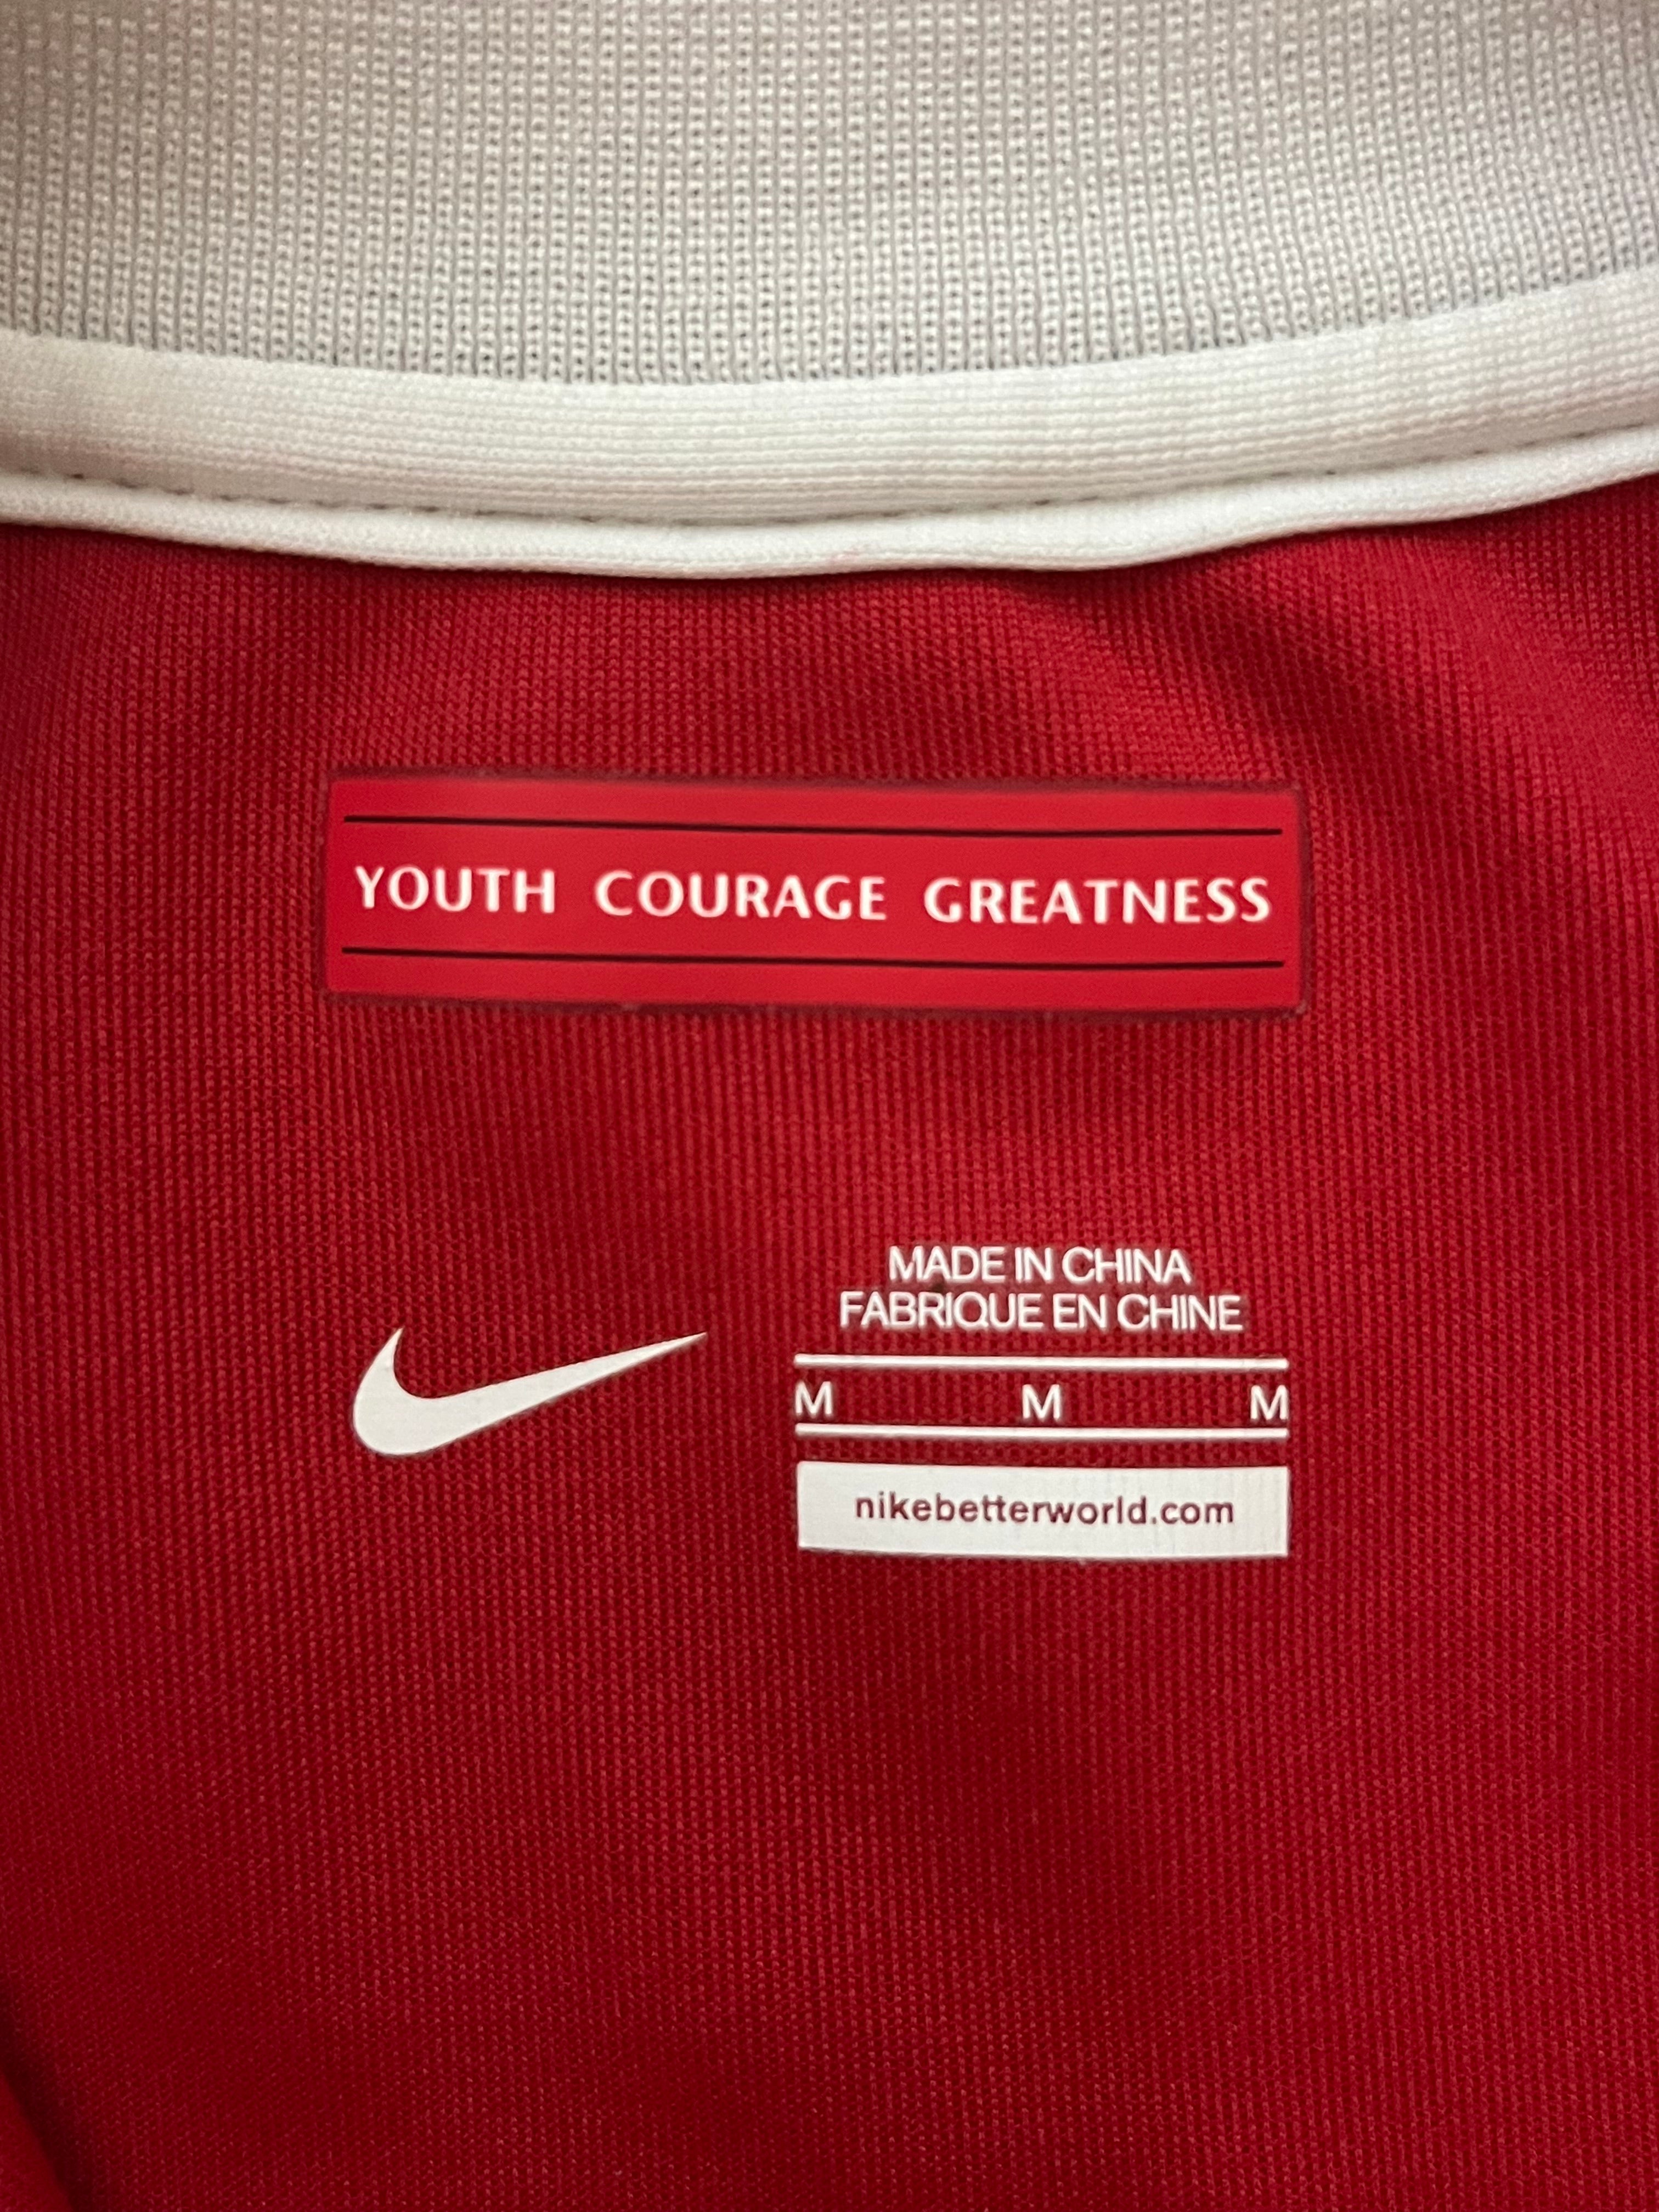 YOUTH COURAGE GREATNESS
MADE IN CHINA
FABRIQUE EN CHINE
M M M
nikebetterworld.com